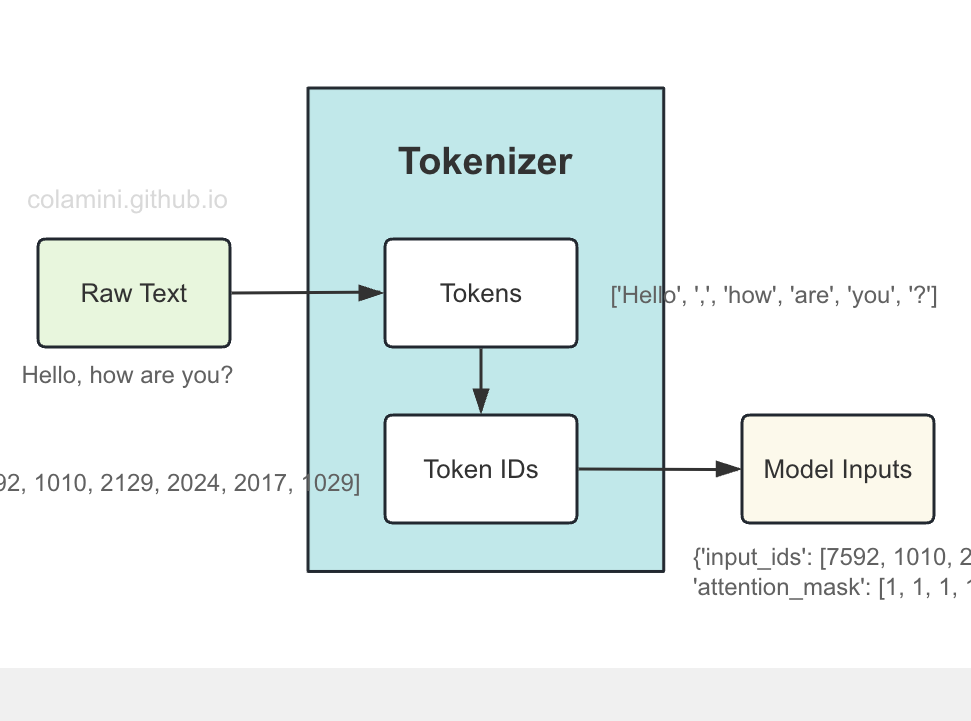 Tokenizer
colamini.github.io
Raw Text
Tokens
['Hello', ',', 'how', 'are', 'you', '?']
Hello, how are you?
Token IDs
Model Inputs
92, 1010, 2129, 2024, 2017, 1029]
{'input_ids': [7592, 1010, 2
'attention_mask': [1, 1, 1, 1